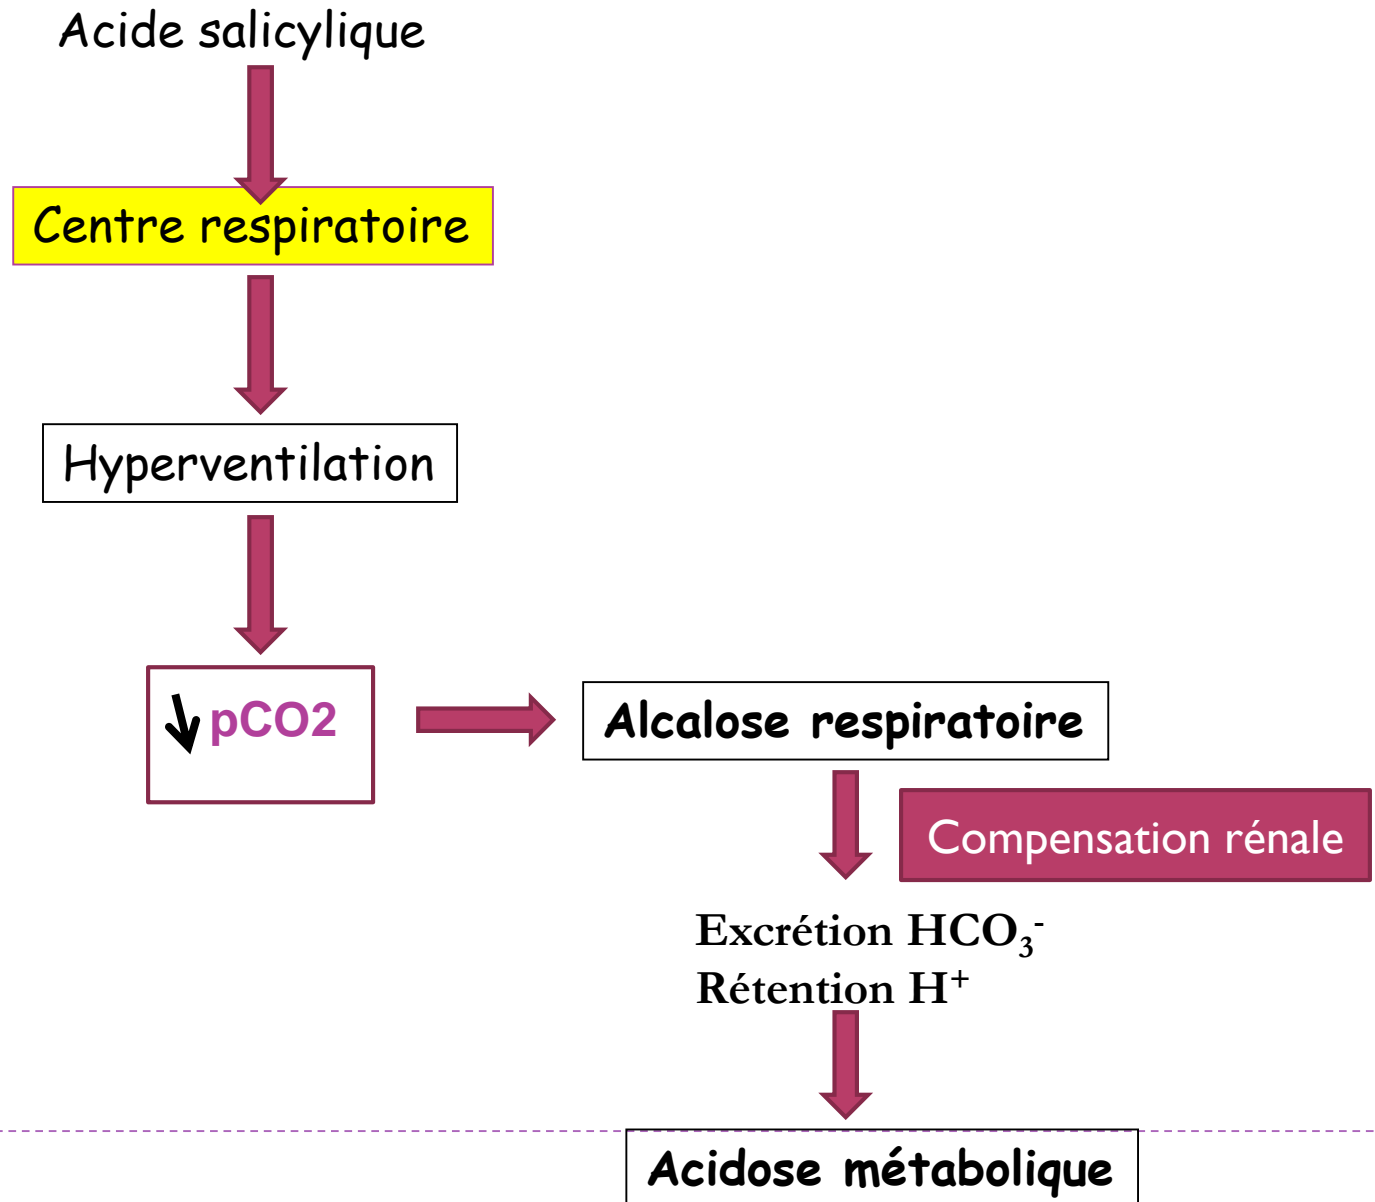 Acide salicylique
Centre respiratoire
Hyperventilation
pCO2
Alcalose respiratoire
Compensation rénale
Excrétion HCO₃⁻
Rétention H⁺
Acidose métabolique